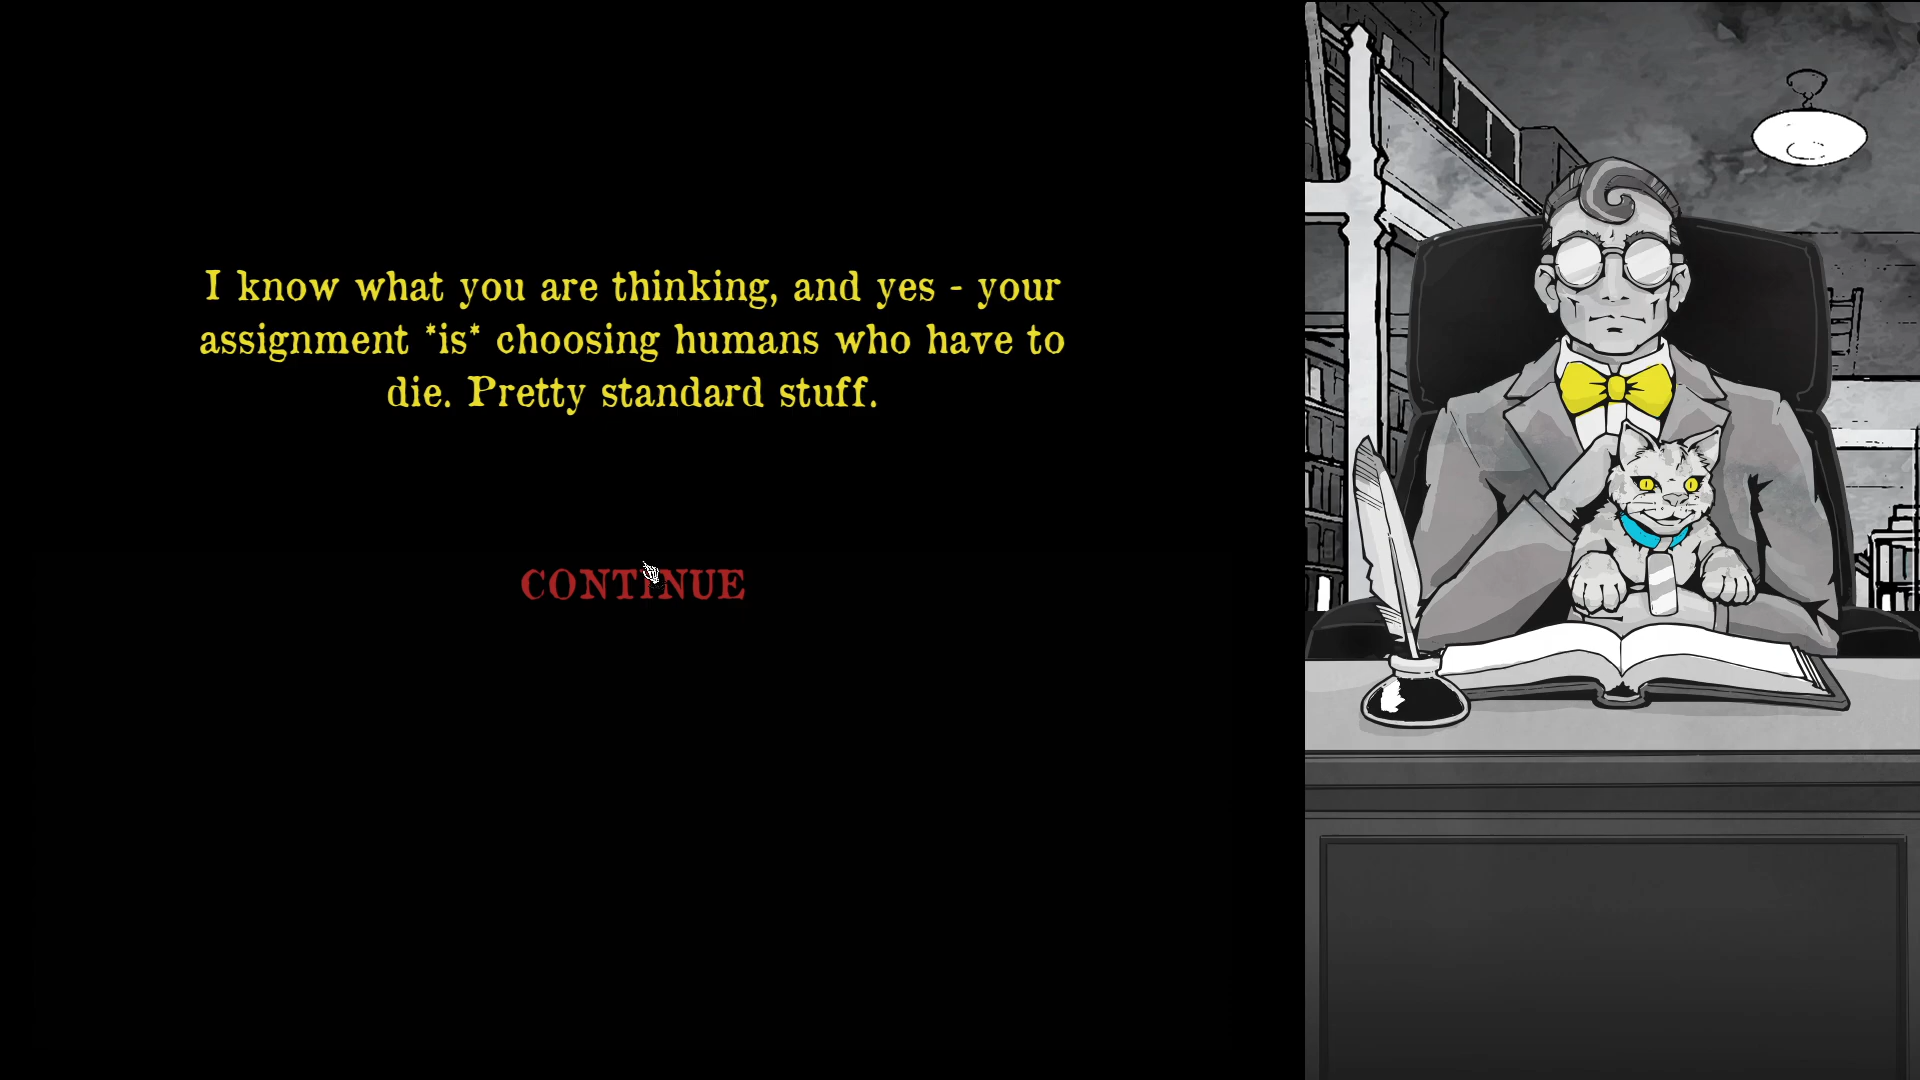 I know what you are thinking, and yes - your
assignment *is* choosing humans who have to
die. Pretty standard stuff.
CONTINUE